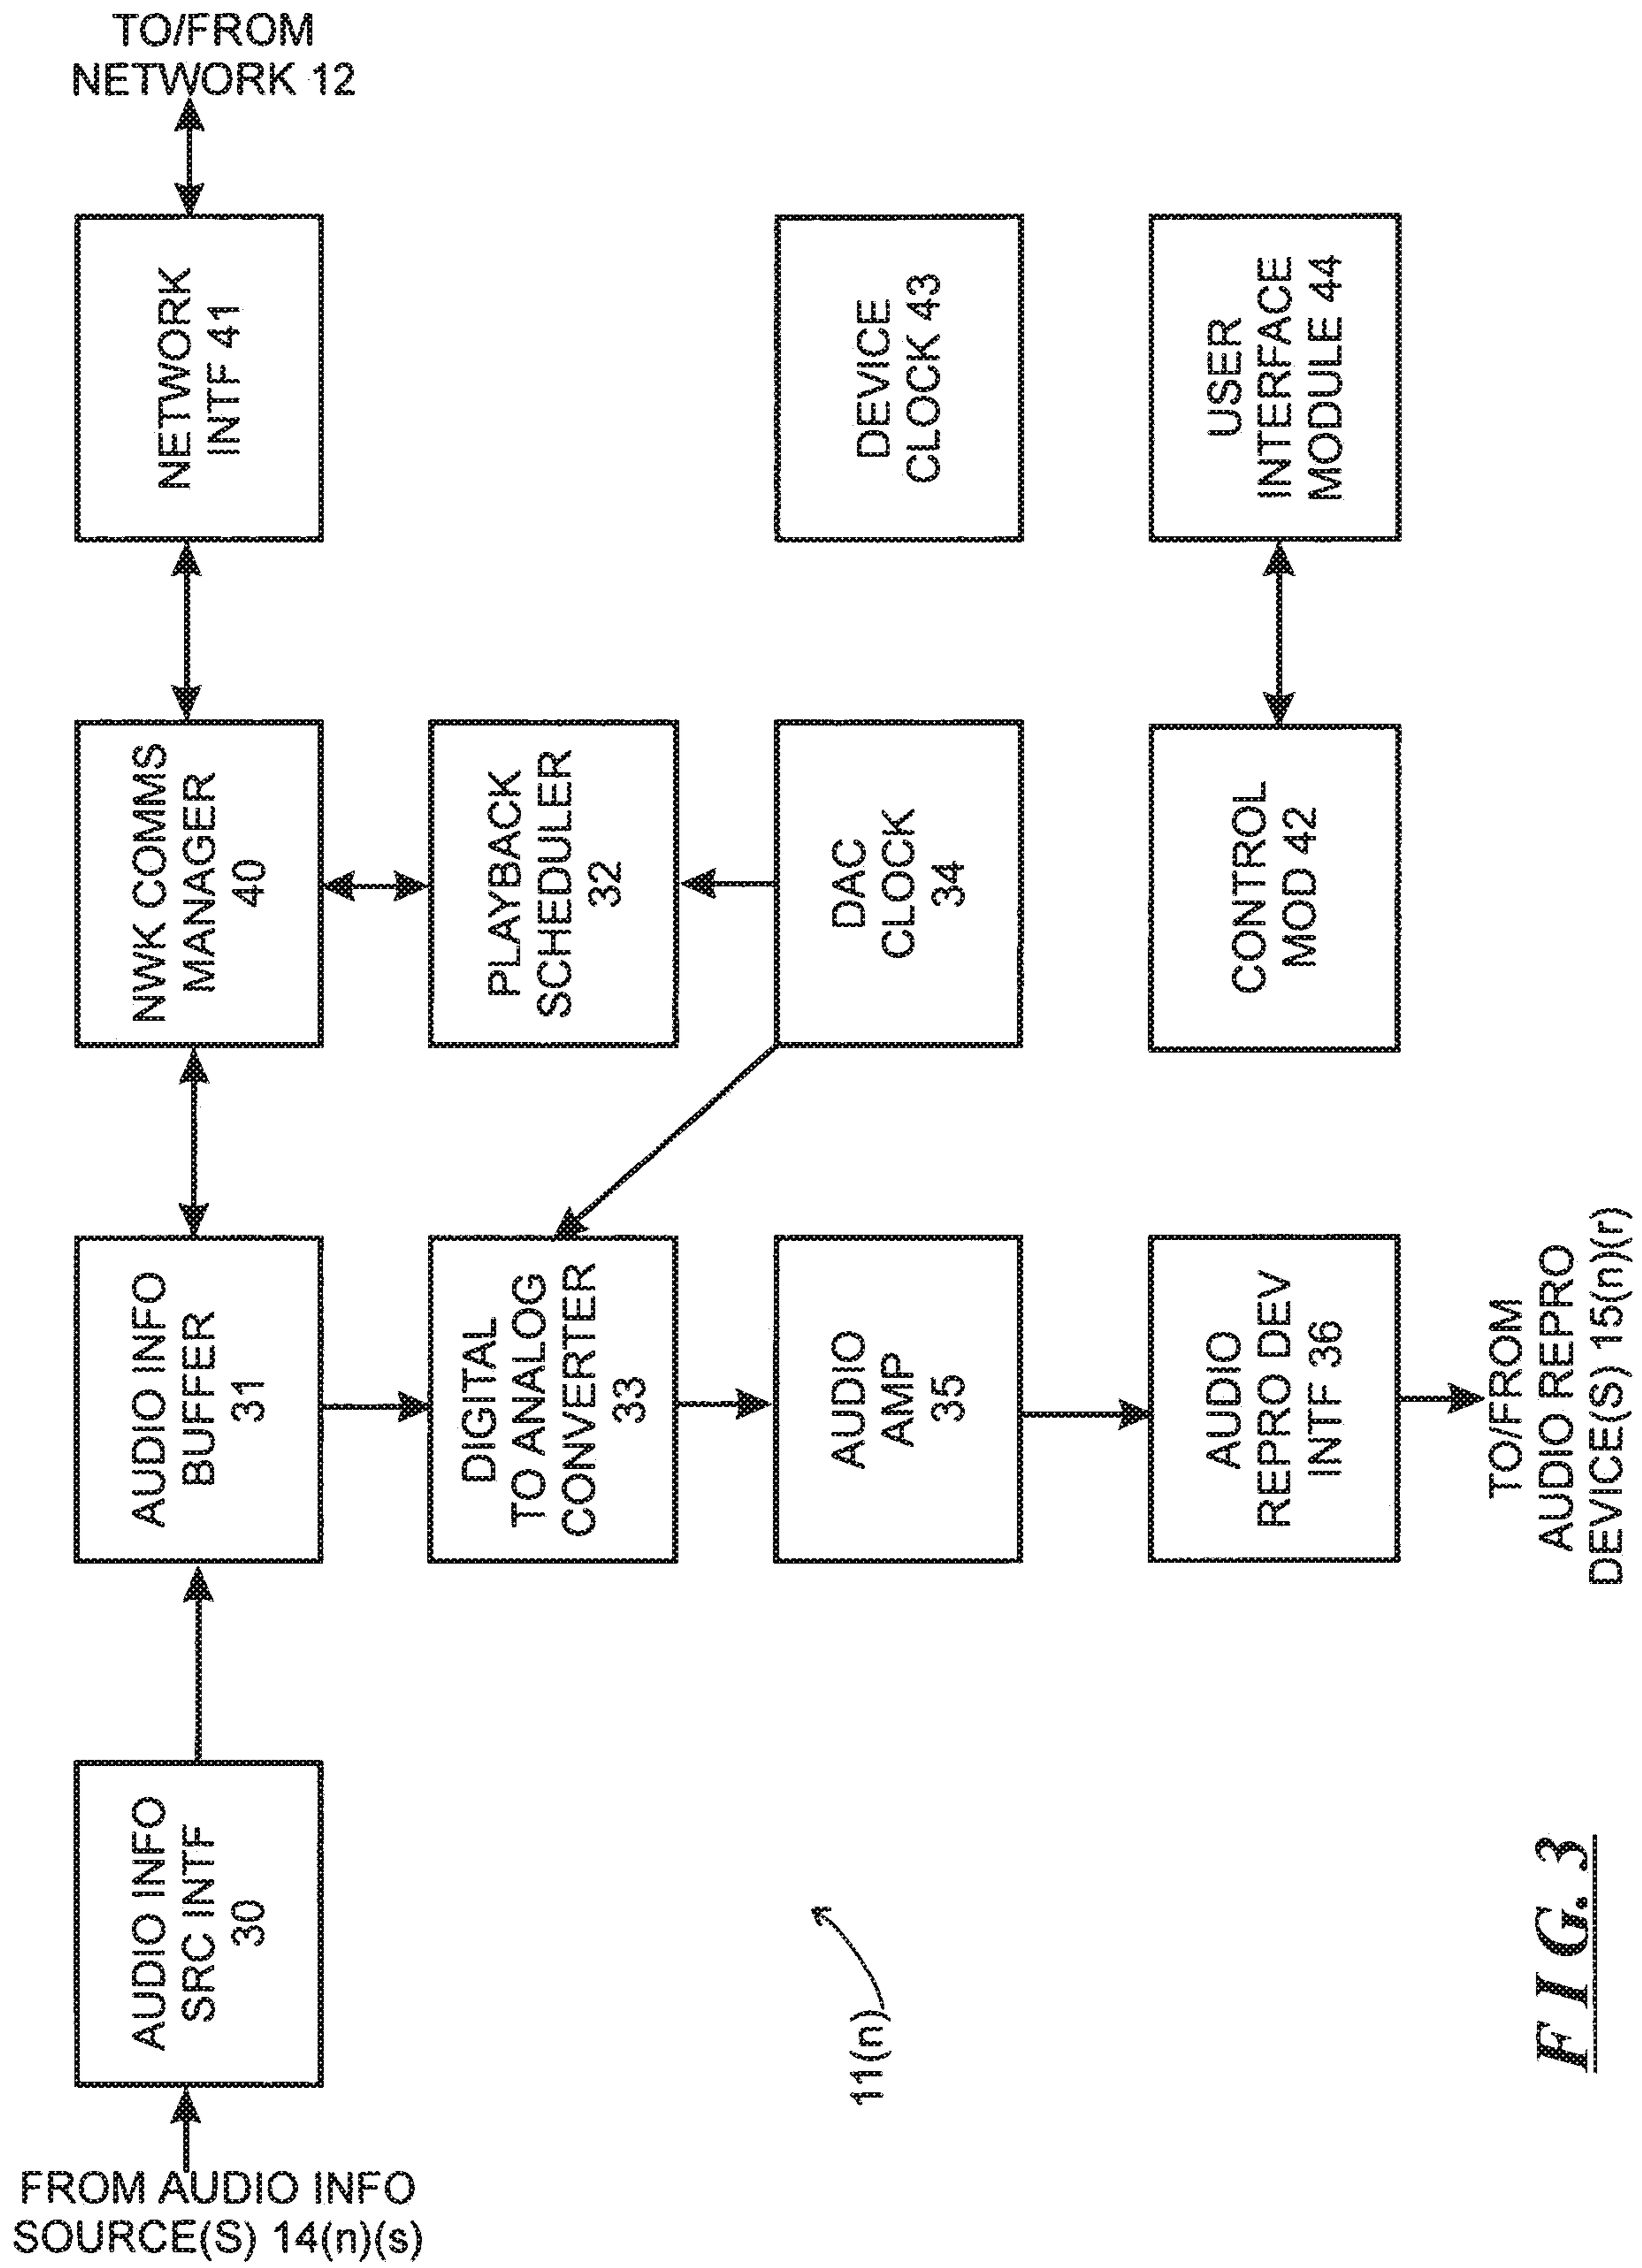 TO/FROM
NETWORK 12
NETWORK
INTF 41
DEVICE
CLOCK 43
USER
INTERFACE
MODULE 44
NWK COMMS
MANAGER
40
PLAYBACK
SCHEDULER
32
DAC
CLOCK
34
CONTROL
MOD 42
AUDIO INFO
BUFFER
31
DIGITAL
TO ANALOG
CONVERTER
33
AUDIO
AMP
35
AUDIO
REPRO DEV
INTF 36
TO/FROM
AUDIO REPRO
DEVICE(S) 15(n)(r)
AUDIO INFO
SRC INTF
30
11(n)
FROM AUDIO INFO
SOURCE(S) 14(n)(s)
FIG. 3